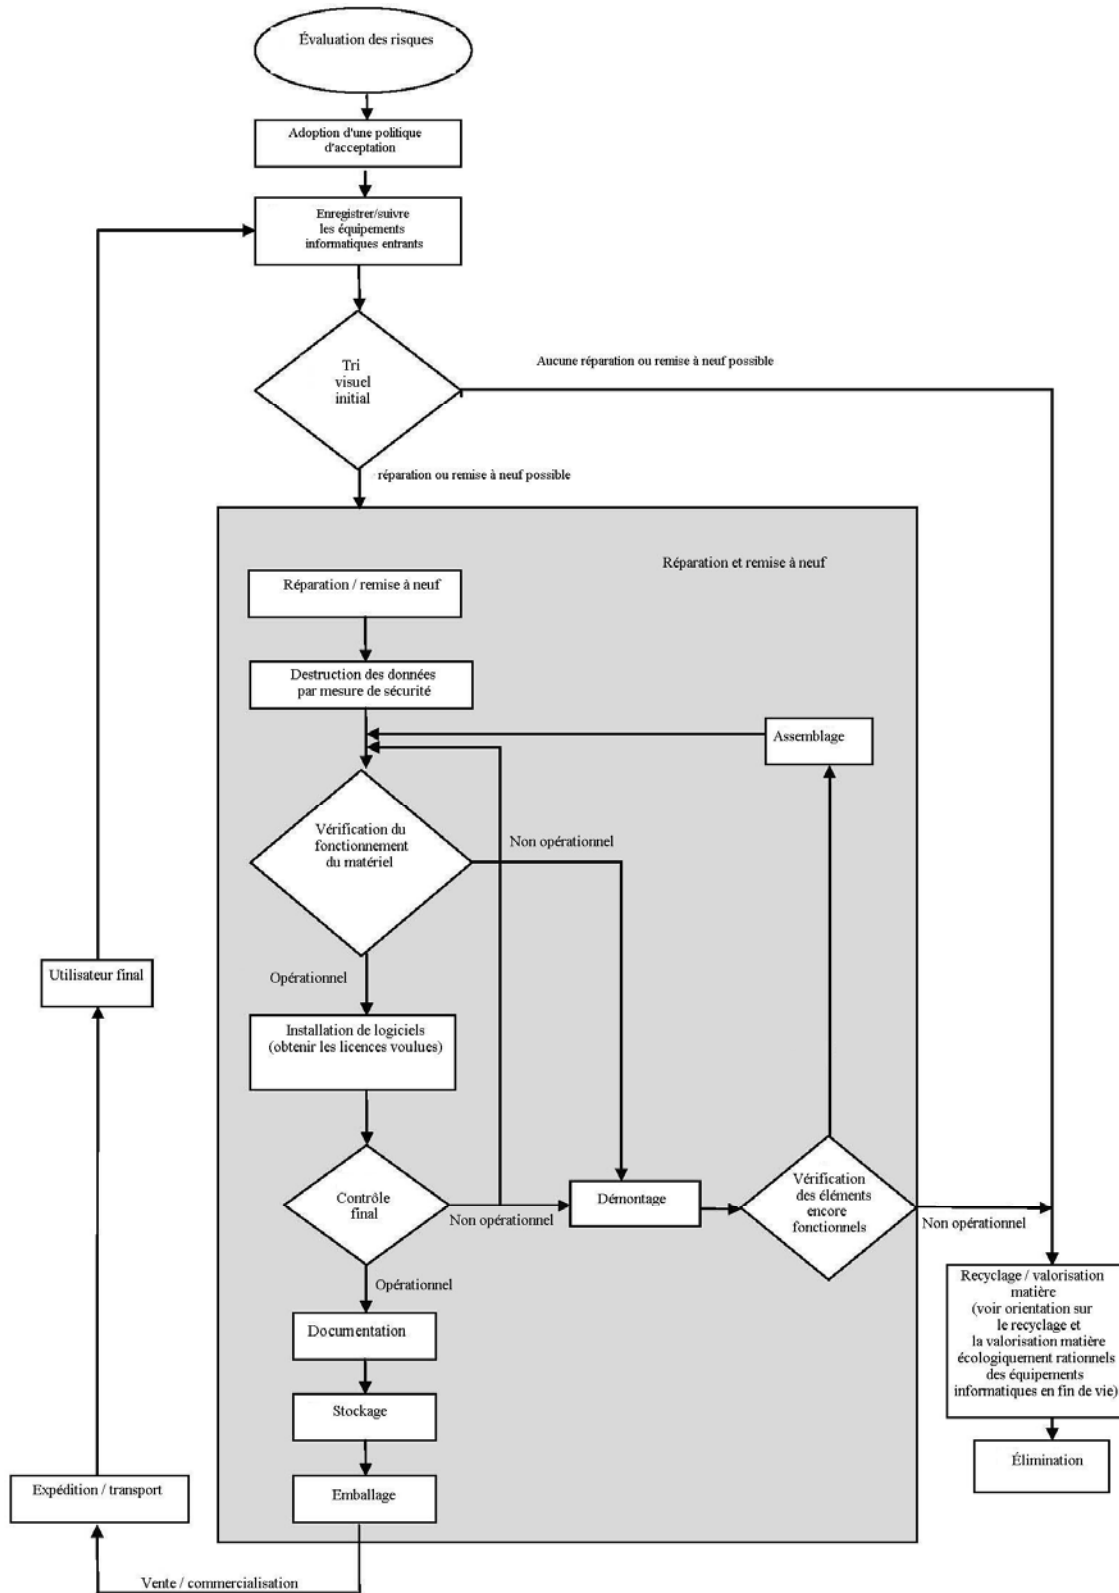 Évaluation des risques
Adoption d'une politique
d'acceptation
Enregistrer/suivre
les équipements
informatiques entrants
Tri
visuel
initial
Aucune réparation ou remise à neuf possible
réparation ou remise à neuf possible
Réparation et remise à neuf
Réparation / remise à neuf
Destruction des données
par mesure de sécurité
Assemblage
Vérification du
fonctionnement
du matériel
Non opérationnel
Utilisateur final
Opérationnel
Installation de logiciels
(obtenir les licences voulues)
Contrôle
final
Non opérationnel
Démontage
Vérification
des éléments
encore
fonctionnels
Non opérationnel
Opérationnel
Recyclage / valorisation
matière
(voir orientation sur
le recyclage et
la valorisation matière
écologiquement rationnels
des équipements
informatiques en fin de vie)
Documentation
Stockage
Élimination
Expédition / transport
Emballage
Vente / commercialisation